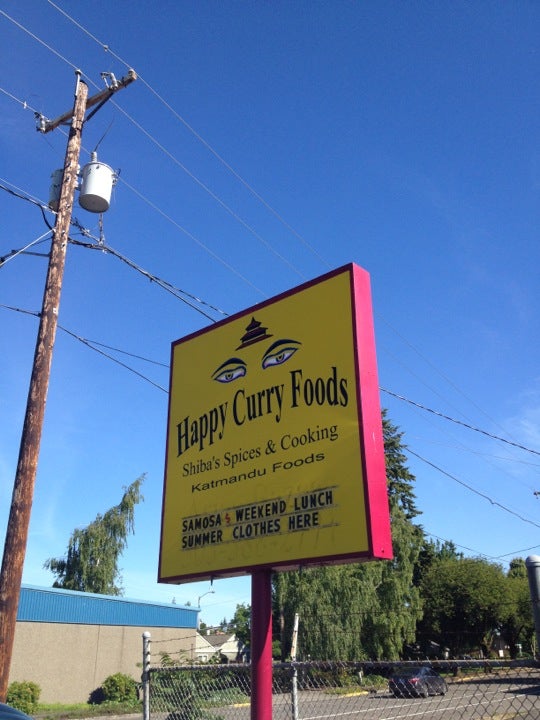 Happy Curry Foods
Shiba's Spices & Cooking
Katmandu Foods
SAMOSA & WEEKEND LUNCH
SUMMER CLOTHES HERE